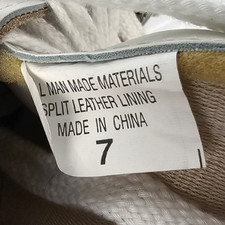 L MAN MADE MATERIALS
SPLIT LEATHER LINING
MADE IN CHINA
7